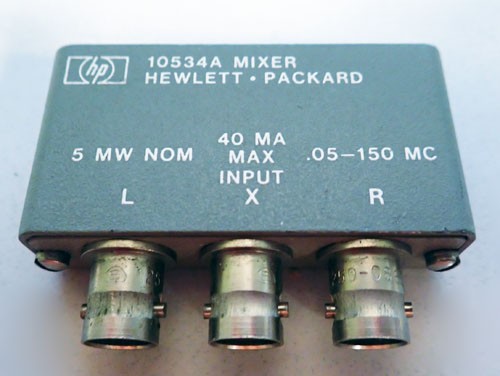 hp 10534A MIXER
HEWLETT • PACKARD
5 MW NOM 40 MA MAX INPUT .05–150 MC
L X R